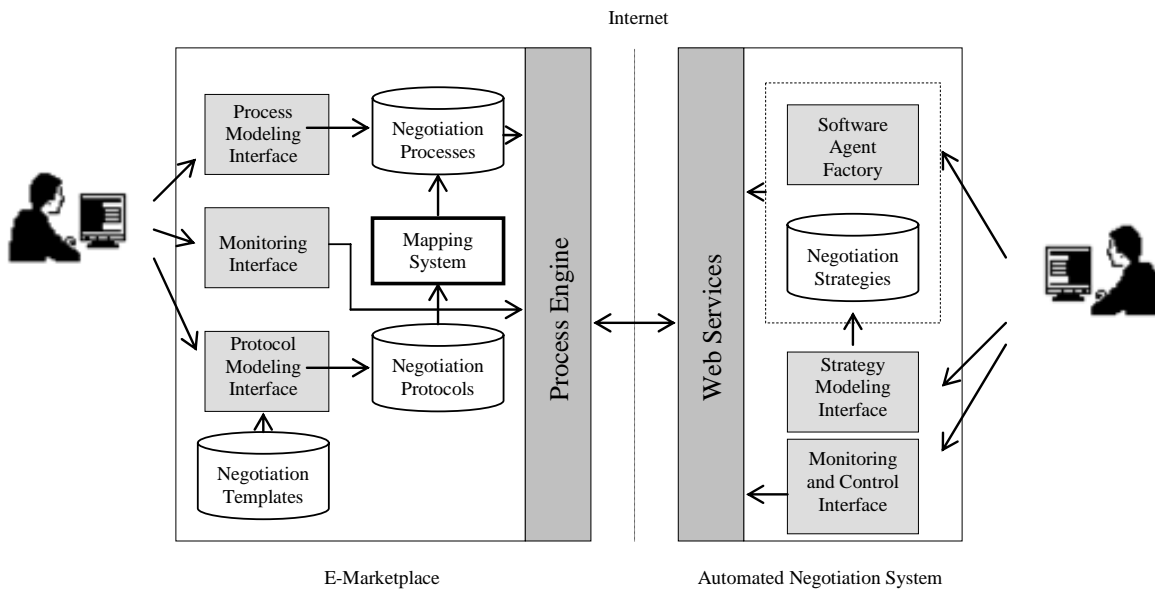 Internet
Process
Modeling
Interface
Negotiation
Processes
Monitoring
Interface
Mapping
System
Protocol
Modeling
Interface
Negotiation
Protocols
Negotiation
Templates
Process Engine
Web Services
Software
Agent
Factory
Negotiation
Strategies
Strategy
Modeling
Interface
Monitoring
and Control
Interface
E-Marketplace
Automated Negotiation System